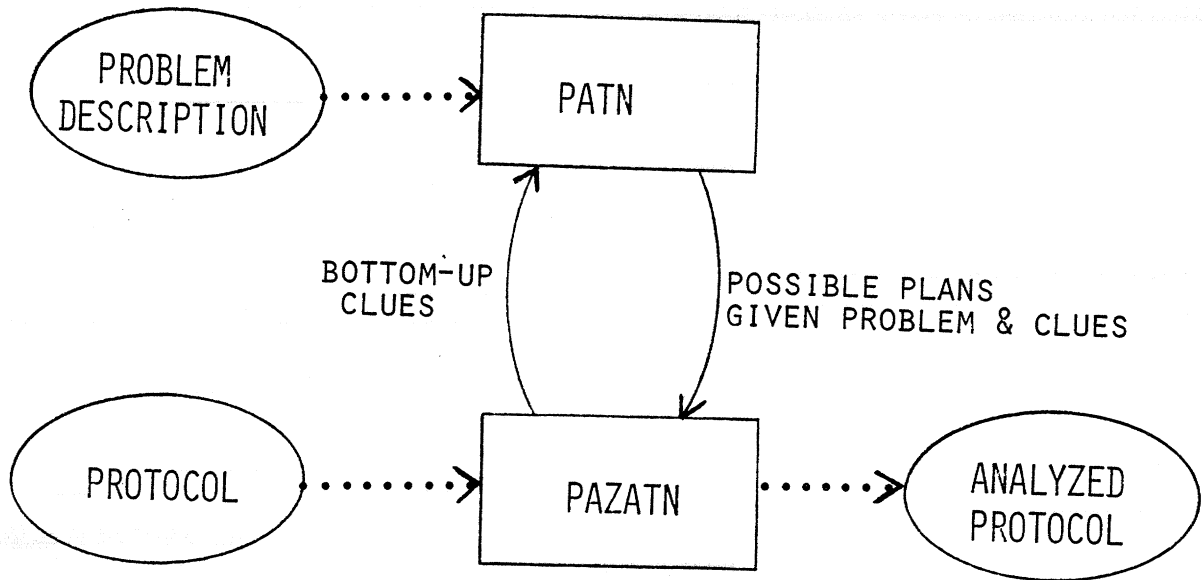 PROBLEM
DESCRIPTION
PATN
BOTTOM-UP
CLUES
POSSIBLE PLANS
GIVEN PROBLEM & CLUES
PROTOCOL
PAZATN
ANALYZED
PROTOCOL